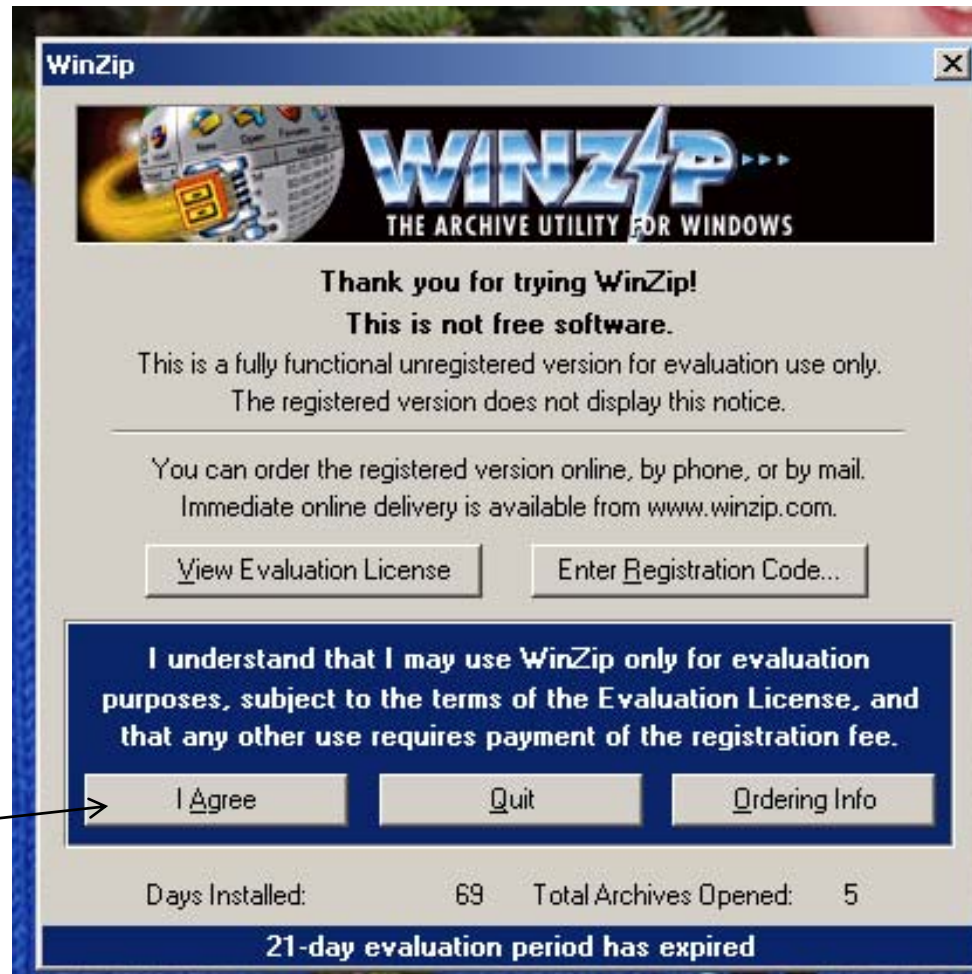 WinZip
WINZIP
THE ARCHIVE UTILITY FOR WINDOWS
Thank you for trying WinZip!
This is not free software.
This is a fully functional unregistered version for evaluation use only.
The registered version does not display this notice.
You can order the registered version online, by phone, or by mail.
Immediate online delivery is available from www.winzip.com.
View Evaluation License Enter Registration Code...
I understand that I may use WinZip only for evaluation
purposes, subject to the terms of the Evaluation License, and
that any other use requires payment of the registration fee.
I Agree Quit Ordering Info
Days Installed: 69 Total Archives Opened: 5
21-day evaluation period has expired